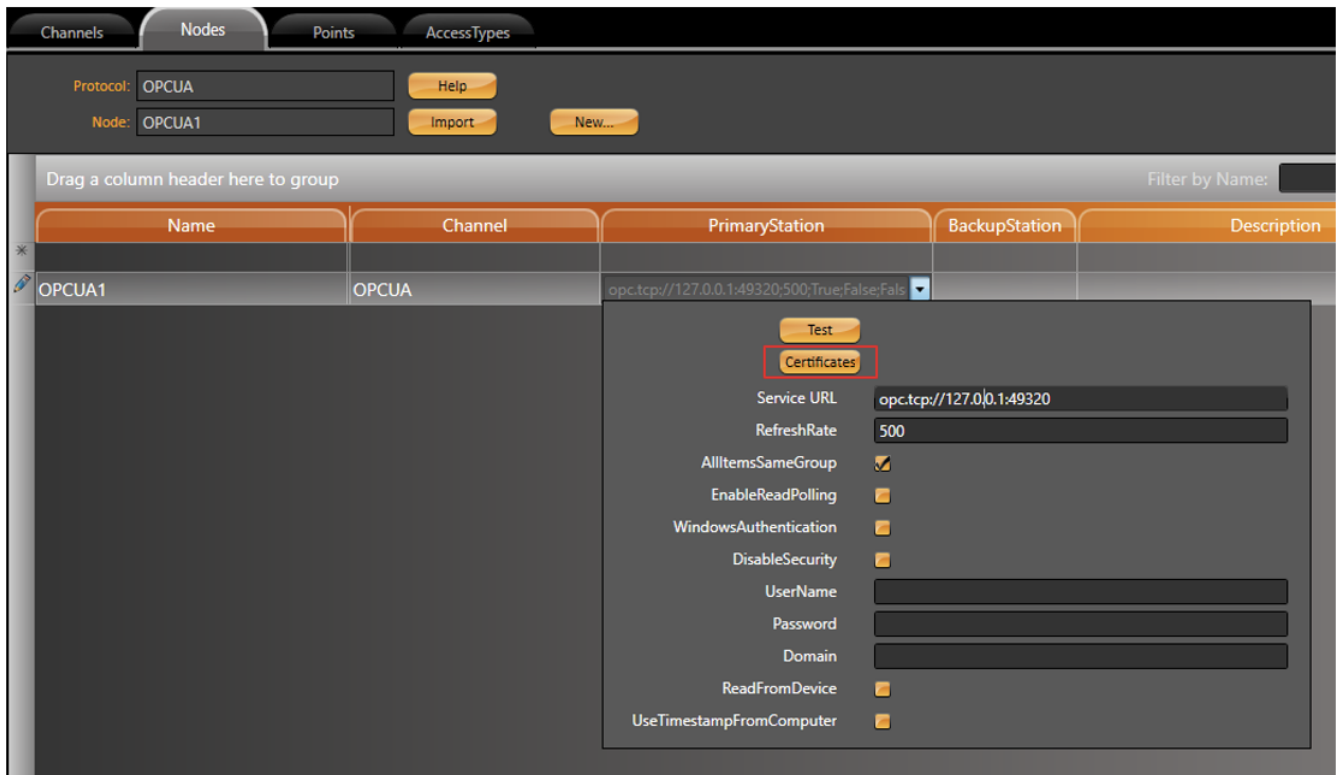 Channels Nodes Points AccessTypes
Protocol: OPCUA Help
Node: OPCUA1 Import New...
Drag a column header here to group Filter by Name:
Name Channel PrimaryStation BackupStation Description
OPCUA1 OPCUA opc.tcp://127.0.0.1:49320;500;True;False;Fals
Test
Certificates
Service URL opc.tcp://127.0.0.1:49320
RefreshRate 500
AllItemsSameGroup
EnableReadPolling
WindowsAuthentication
DisableSecurity
UserName
Password
Domain
ReadFromDevice
UseTimestampFromComputer